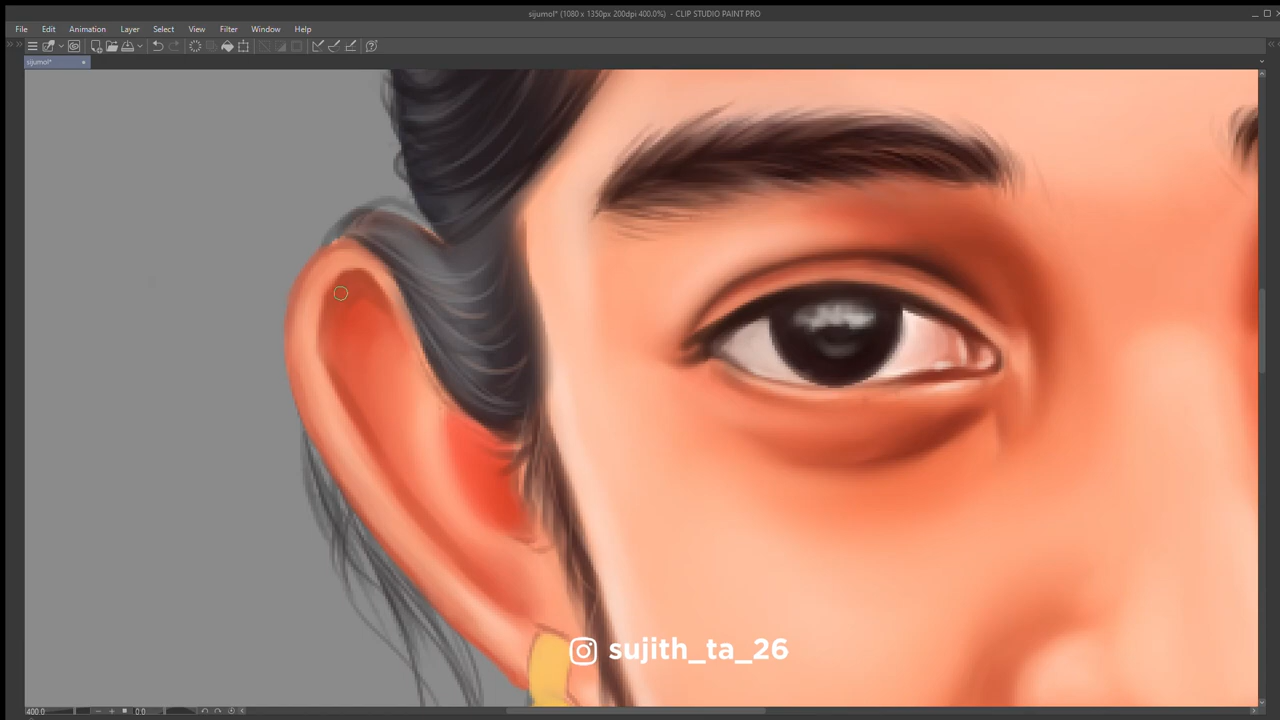 sijumol* (1080 x 1350px 200dpi 400.0%) - CLIP STUDIO PAINT PRO
File Edit Animation Layer Select View Filter Window Help
sijumol*
sujith_ta_26
400.0 0.0